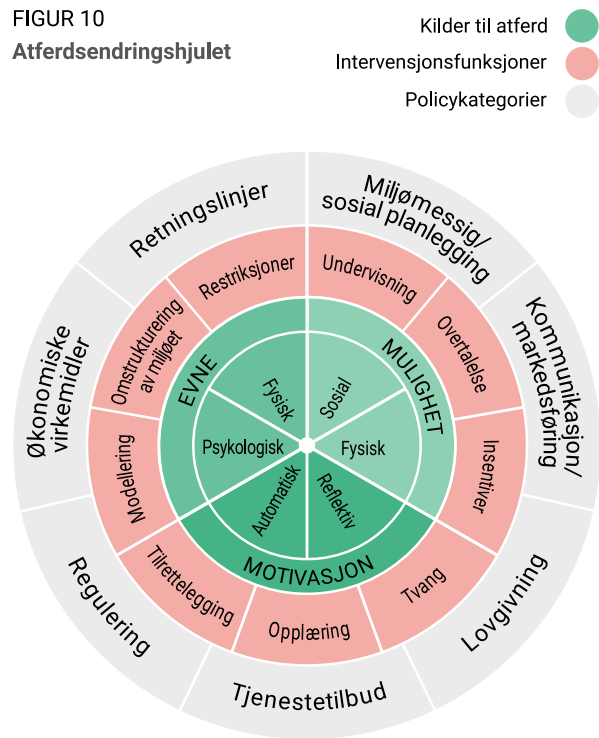 FIGUR 10
Atferdsendringshjulet
Kilder til atferd
Intervensjonsfunksjoner
Policykategorier
Retningslinjer
Miljømessig/
sosial planlegging
Kommunikasjon/
markedsføring
Lovgivning
Tjenestetilbud
Regulering
Økonomiske
virkemidler
Restriksjoner
Undervisning
Overtalelse
Insentiver
Tvang
Opplæring
Tilrettelegging
Modellering
Omstrukturering
av miljøet
EVNE
MULIGHET
MOTIVASJON
Fysisk
Sosial
Fysisk
Reflektiv
Automatisk
Psykologisk